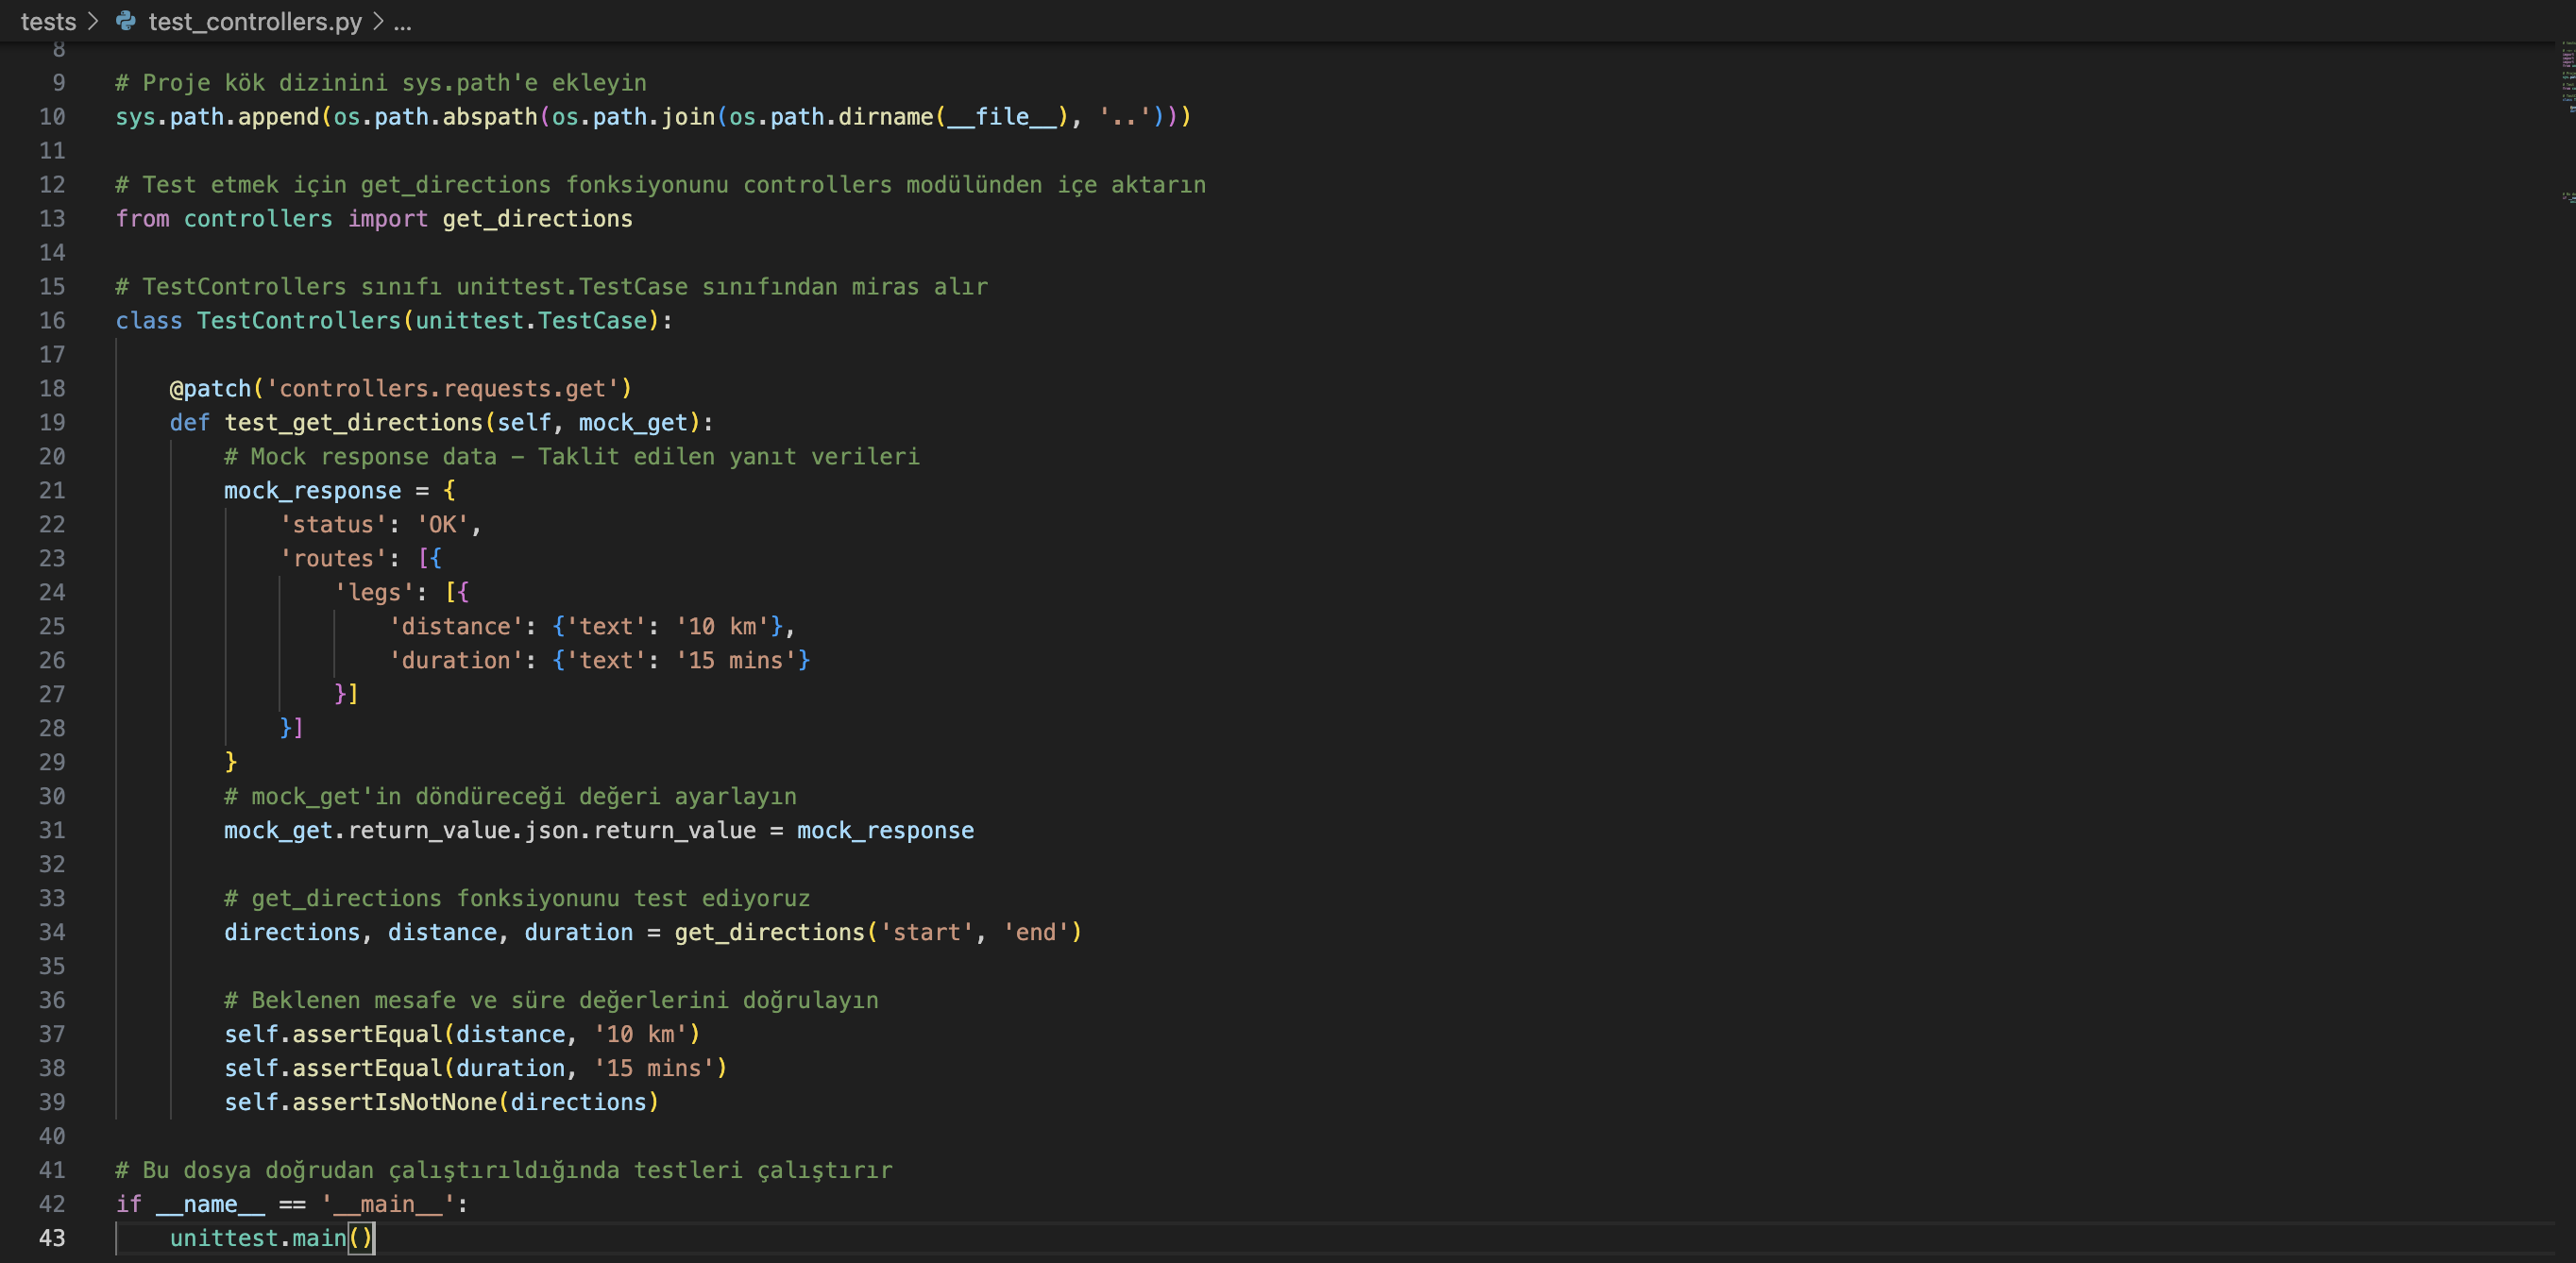 tests > test_controllers.py > ...
8
9 # Proje kök dizinini sys.path'e ekleyin
10 sys.path.append(os.path.abspath(os.path.join(os.path.dirname(__file__), '..')))
11
12 # Test etmek için get_directions fonksiyonunu controllers modülünden içe aktarın
13 from controllers import get_directions
14
15 # TestControllers sınıfı unittest.TestCase sınıfından miras alır
16 class TestControllers(unittest.TestCase):
17
18     @patch('controllers.requests.get')
19     def test_get_directions(self, mock_get):
20         # Mock response data – Taklit edilen yanıt verileri
21         mock_response = {
22             'status': 'OK',
23             'routes': [{
24                 'legs': [{
25                     'distance': {'text': '10 km'},
26                     'duration': {'text': '15 mins'}
27                 }]
28             }]
29         }
30         # mock_get'in döndüreceği değeri ayarlayın
31         mock_get.return_value.json.return_value = mock_response
32
33         # get_directions fonksiyonunu test ediyoruz
34         directions, distance, duration = get_directions('start', 'end')
35
36         # Beklenen mesafe ve süre değerlerini doğrulayın
37         self.assertEqual(distance, '10 km')
38         self.assertEqual(duration, '15 mins')
39         self.assertIsNotNone(directions)
40
41 # Bu dosya doğrudan çalıştırıldığında testleri çalıştırır
42 if __name__ == '__main__':
43     unittest.main()